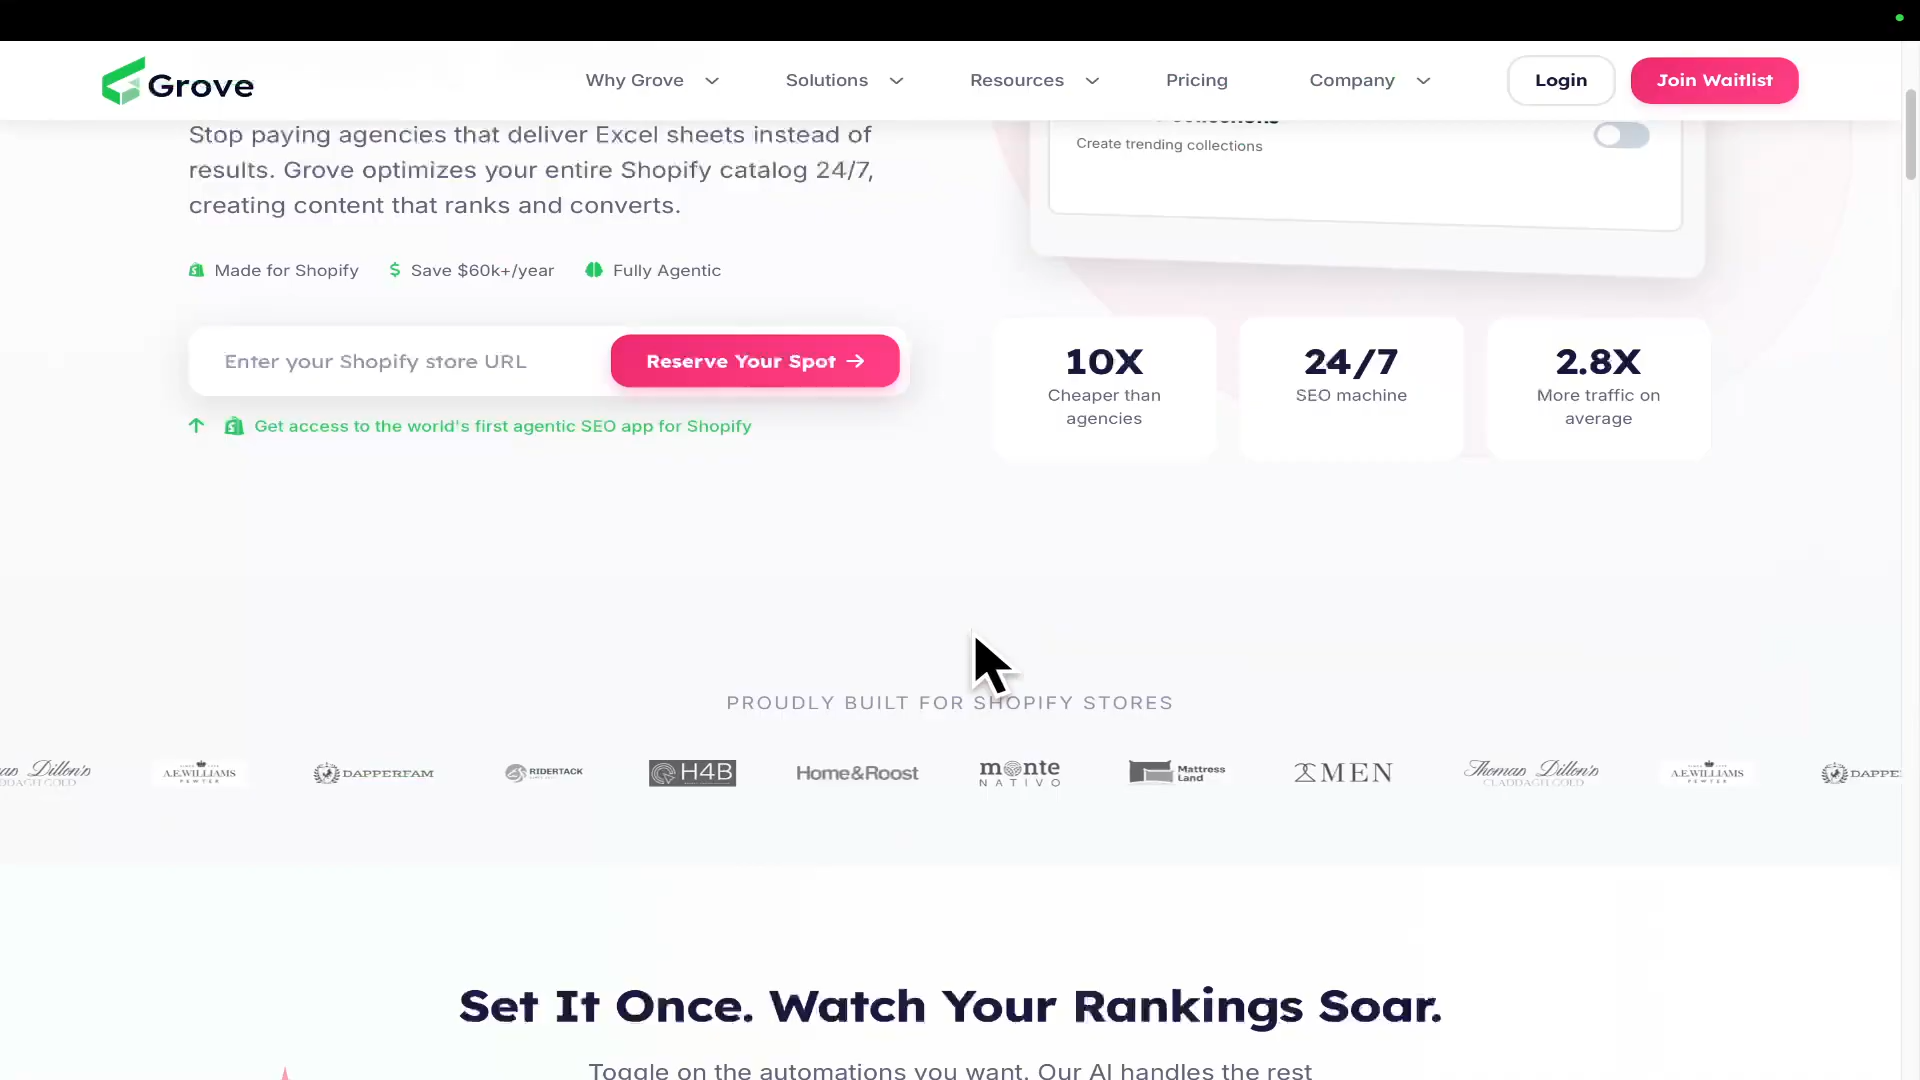 Grove
Why Grove
Solutions
Resources
Pricing
Company
Login
Join Waitlist
Stop paying agencies that deliver Excel sheets instead of
results. Grove optimizes your entire Shopify catalog 24/7,
creating content that ranks and converts.
Made for Shopify
Save $60k+/year
Fully Agentic
Enter your Shopify store URL
Reserve Your Spot →
Get access to the world's first agentic SEO app for Shopify
Create trending collections
10X
Cheaper than
agencies
24/7
SEO machine
2.8X
More traffic on
average
PROUDLY BUILT FOR SHOPIFY STORES
Dillon's
A.E.WILLIAMS
PEWTER
DAPPERFAM
RIDERTACK
H4B
Home&Roost
monte
NATIVO
Mattress
Land
MEN
Thomas Dillon's
CLADDAGH GOLD
A.E.WILLIAMS
PEWTER
DAPPE
Set It Once. Watch Your Rankings Soar.
Toggle on the automations you want. Our AI handles the rest